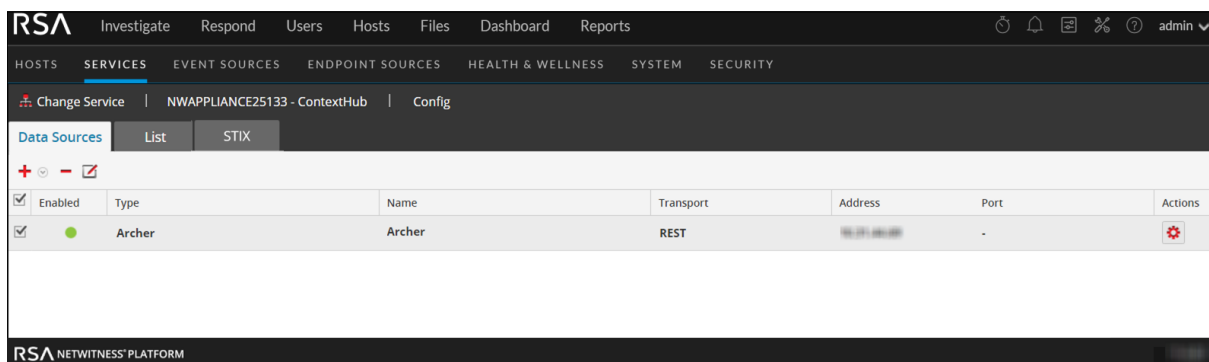 RSA Investigate Respond Users Hosts Files Dashboard Reports admin
HOSTS SERVICES EVENT SOURCES ENDPOINT SOURCES HEALTH & WELLNESS SYSTEM SECURITY
Change Service | NWAPPLIANCE25133 - ContextHub | Config
Data Sources List STIX
Enabled Type Name Transport Address Port Actions
Archer Archer REST -
RSA NETWITNESS® PLATFORM